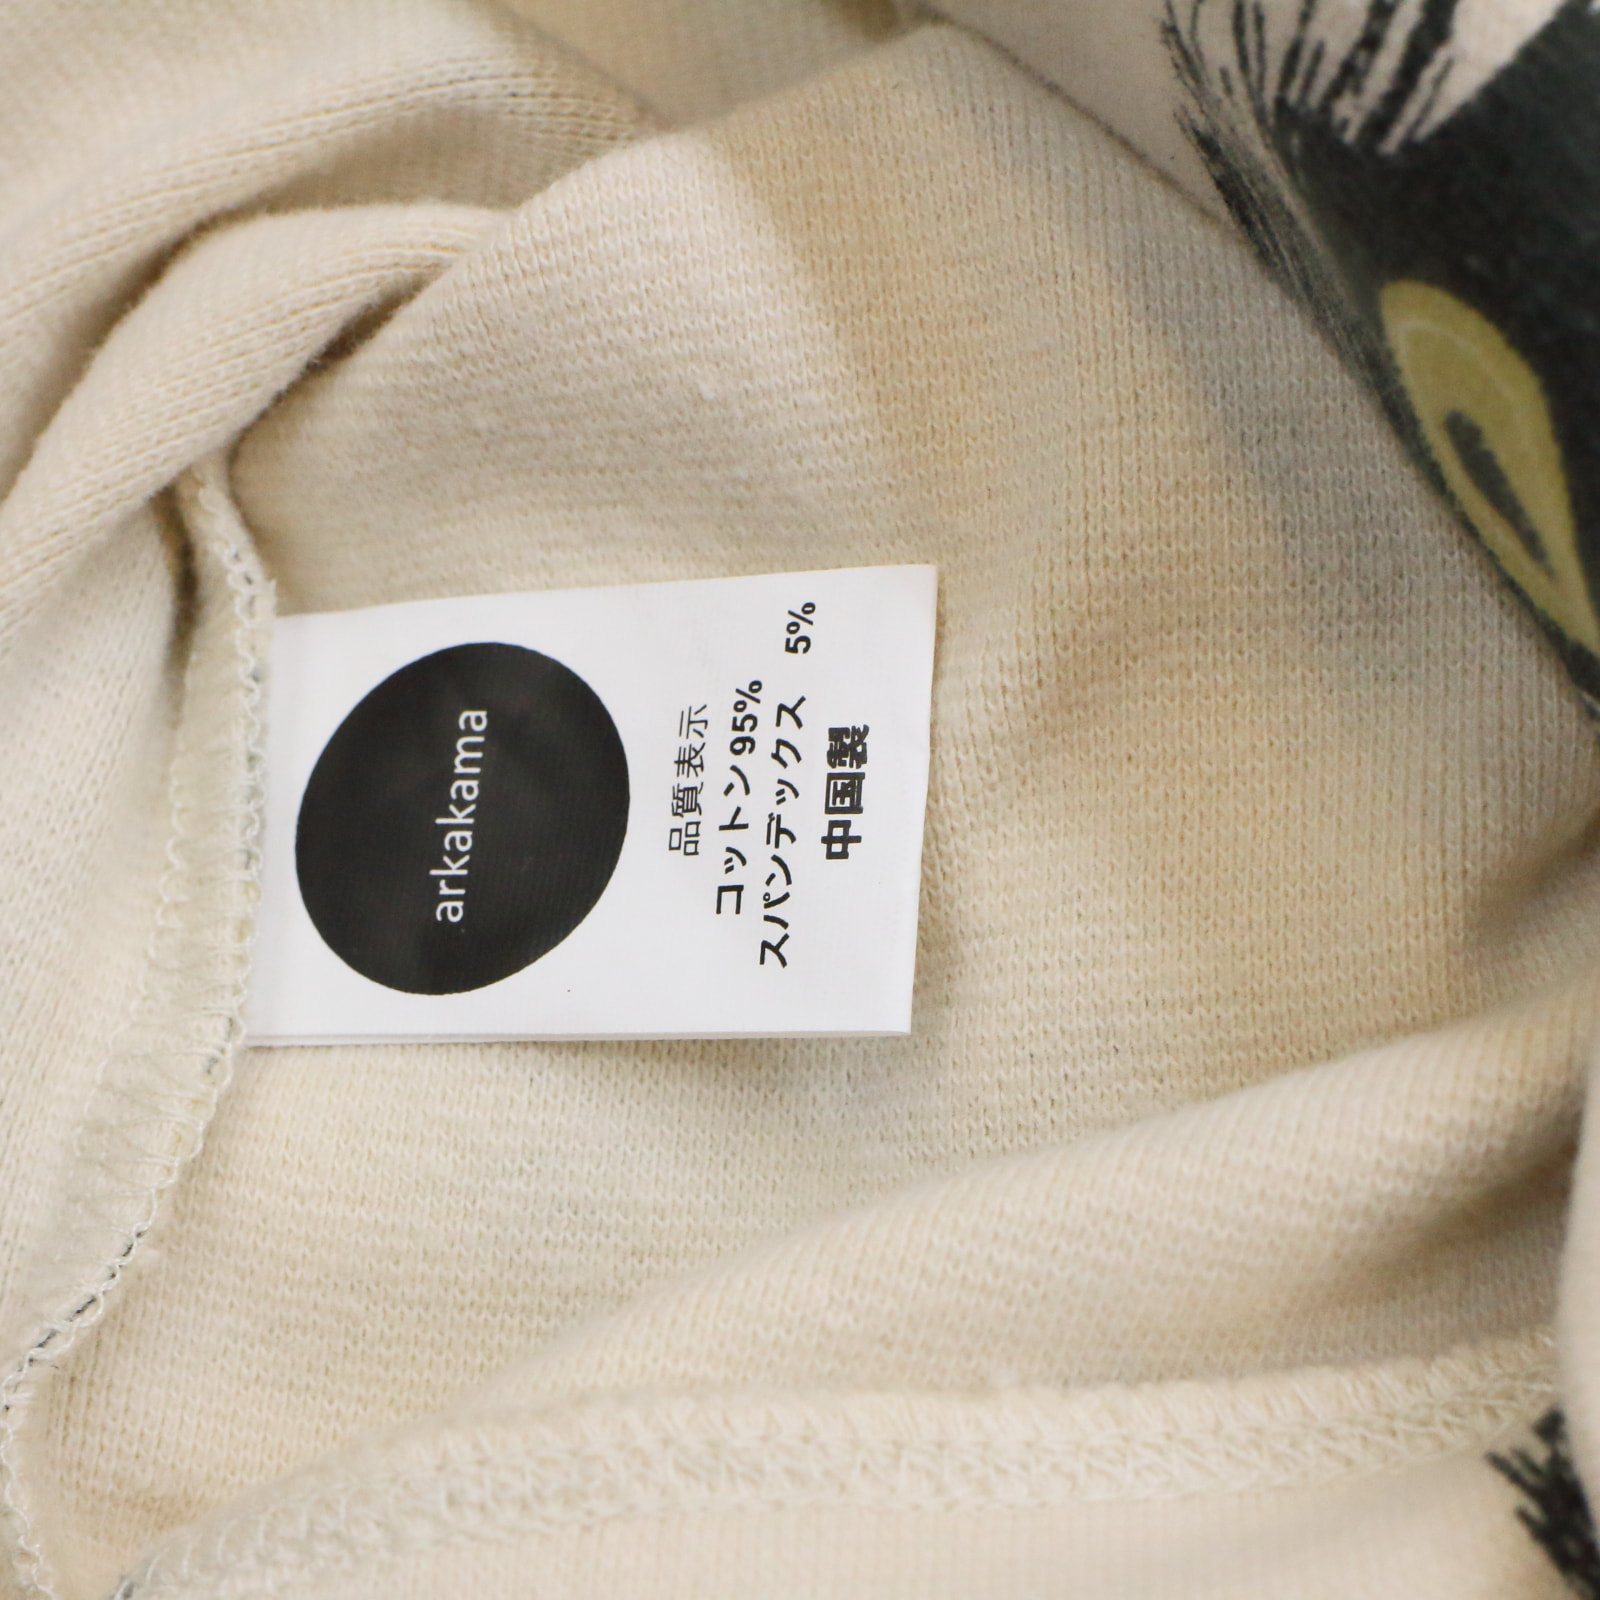 arkakama
品質表示
コットン95%
スパンデックス 5%
中国製